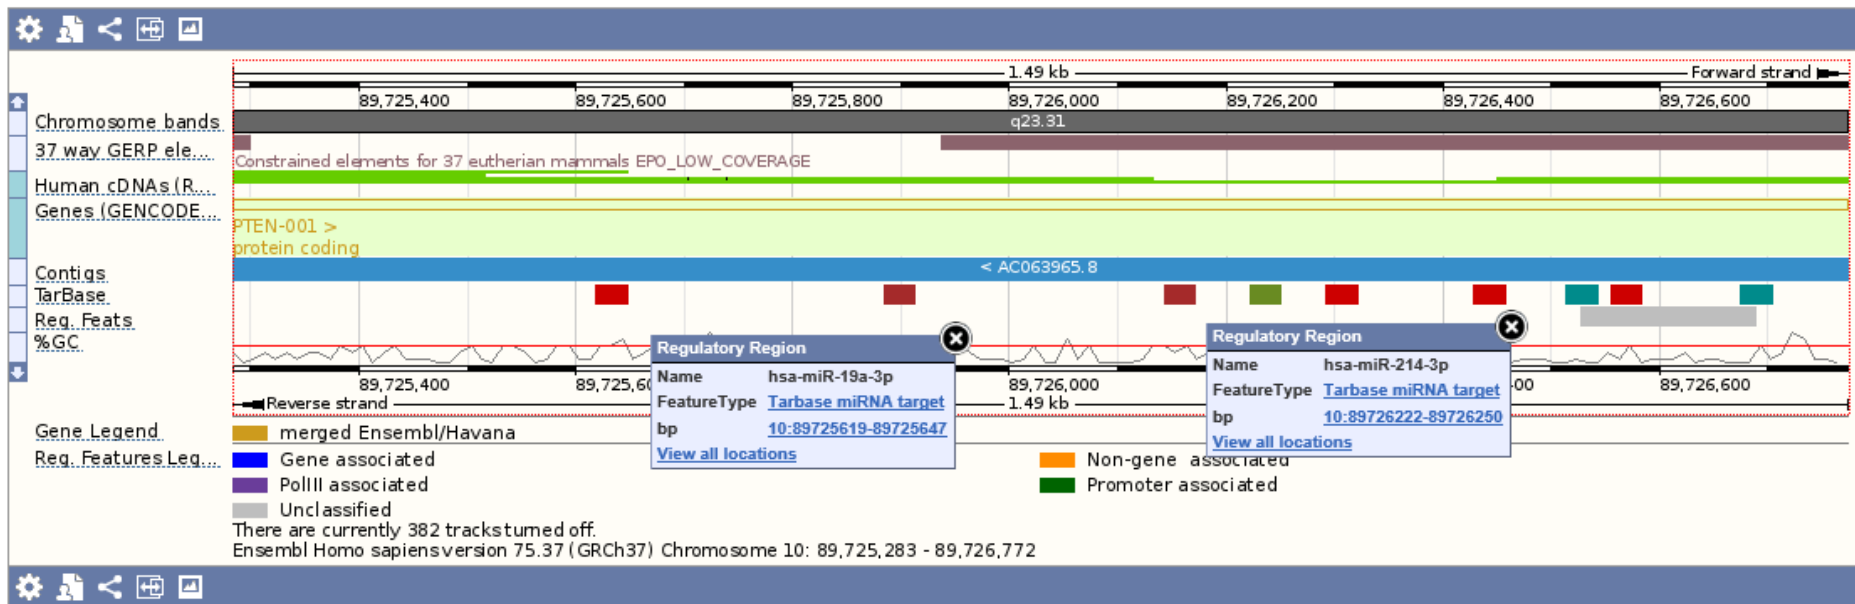 1.49 kb
Forward strand
89,725,400 89,725,600 89,725,800 89,726,000 89,726,200 89,726,400 89,726,600
Chromosome bands q23.31
37 way GERP ele...
Constrained elements for 37 eutherian mammals EPO_LOW_COVERAGE
Human cDNAs (R...
Genes (GENCODE...
PTEN-001 >
protein coding
Contigs < AC063965.8
TarBase
Reg. Feats
%GC
Regulatory Region
Name hsa-miR-19a-3p
FeatureType Tarbase miRNA target
bp 10:89725619-89725647
View all locations
Regulatory Region
Name hsa-miR-214-3p
FeatureType Tarbase miRNA target
bp 10:89726222-89726250
View all locations
89,725,400 89,725,6 89,726,000 00 89,726,600
Reverse strand 1.49 kb
Gene Legend merged Ensembl/Havana
Reg. Features Leg... Gene associated Non-gene associated
PolIII associated Promoter associated
Unclassified
There are currently 382 tracks turned off.
Ensembl Homo sapiens version 75.37 (GRCh37) Chromosome 10: 89,725,283 - 89,726,772